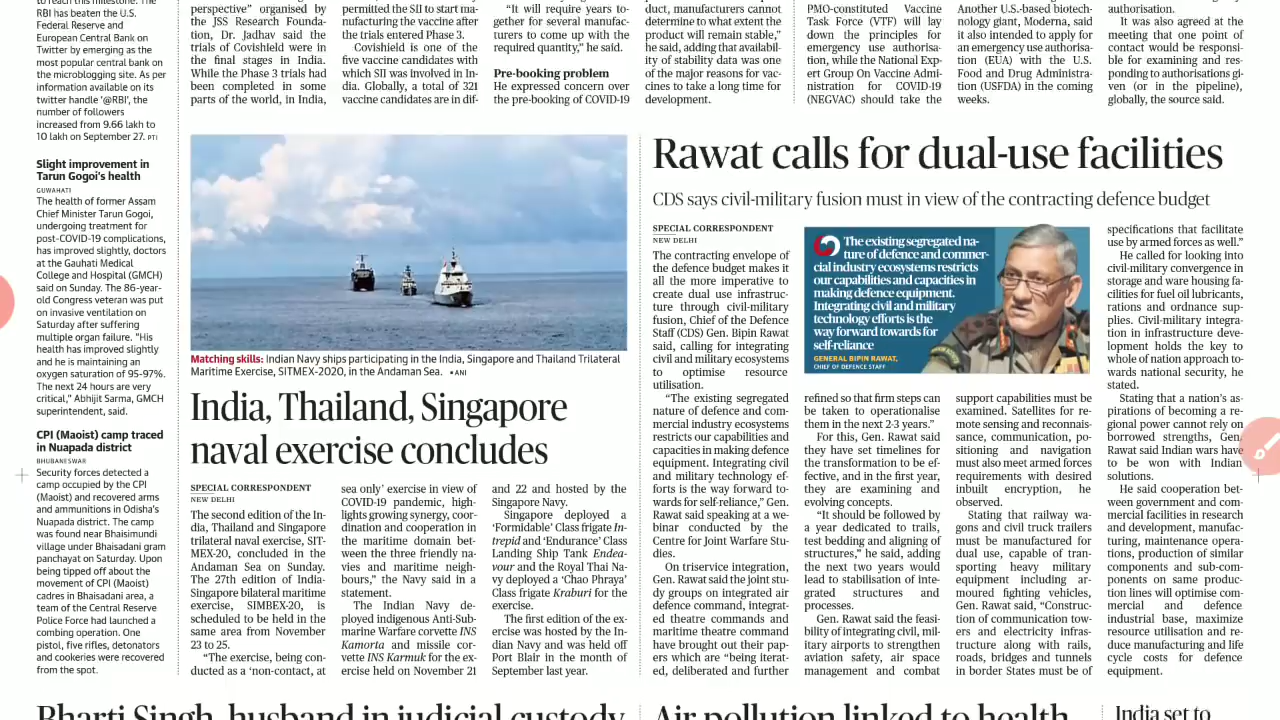 to reach this milestone. The
RBI has beaten the U.S.
Federal Reserve and
European Central Bank on
Twitter by emerging as the
most popular central bank on
the microblogging site. As per
information available on its
twitter handle ‘@RBI’, the
number of followers
increased from 9.66 lakh to
10 lakh on September 27. PTI
Slight improvement in
Tarun Gogoi’s health
GUWAHATI
The health of former Assam
Chief Minister Tarun Gogoi,
undergoing treatment for
post-COVID-19 complications,
has improved slightly, doctors
at the Gauhati Medical
College and Hospital (GMCH)
said on Sunday. The 86-year-
old Congress veteran was put
on invasive ventilation on
Saturday after suffering
multiple organ failure. “His
health has improved slightly
and he is maintaining an
oxygen saturation of 95-97%.
The next 24 hours are very
critical,” Abhijit Sarma, GMCH
superintendent, said.
CPI (Maoist) camp traced
in Nuapada district
BHUBANESWAR
Security forces detected a
camp occupied by the CPI
(Maoist) and recovered arms
and ammunitions in Odisha’s
Nuapada district. The camp
was found near Bhaisimundi
village under Bhaisadani gram
panchayat on Saturday. Upon
being tipped off about the
movement of CPI (Maoist)
cadres in Bhaisadani area, a
team of the Central Reserve
Police Force had launched a
combing operation. One
pistol, five rifles, detonators
and cookeries were recovered
from the spot.
perspective” organised by
the JSS Research Founda-
tion, Dr. Jadhav said the
trials of Covishield were in
the final stages in India.
While the Phase 3 trials had
been completed in some
parts of the world, in India,
permitted the SII to start ma-
nufacturing the vaccine after
the trials entered Phase 3.
Covishield is one of the
five vaccine candidates with
which SII was involved in In-
dia. Globally, a total of 321
vaccine candidates are in dif-
“It will require years to-
gether for several manufac-
turers to come up with the
required quantity,” he said.
Pre-booking problem
He expressed concern over
the pre-booking of COVID-19
duct, manufacturers cannot
determine to what extent the
product will remain stable,”
he said, adding that availabil-
ity of stability data was one
of the major reasons for vac-
cines to take a long time for
development.
PMO-constituted Vaccine
Task Force (VTF) will lay
down the principles for
emergency use authorisa-
tion, while the National Exp-
ert Group On Vaccine Admi-
nistration for COVID-19
(NEGVAC) should take the
Another U.S.-based biotech-
nology giant, Moderna, said
it also intended to apply for
an emergency use authorisa-
tion (EUA) with the U.S.
Food and Drug Administra-
tion (USFDA) in the coming
weeks.
authorisation.
It was also agreed at the
meeting that one point of
contact would be responsi-
ble for examining and res-
ponding to authorisations gi-
ven (or in the pipeline),
globally, the source said.
Matching skills: Indian Navy ships participating in the India, Singapore and Thailand Trilateral
Maritime Exercise, SITMEX-2020, in the Andaman Sea. •ANI
India, Thailand, Singapore
naval exercise concludes
SPECIAL CORRESPONDENT
NEW DELHI
The second edition of the In-
dia, Thailand and Singapore
trilateral naval exercise, SIT-
MEX-20, concluded in the
Andaman Sea on Sunday.
The 27th edition of India-
Singapore bilateral maritime
exercise, SIMBEX-20, is
scheduled to be held in the
same area from November
23 to 25.
“The exercise, being con-
ducted as a ‘non-contact, at
sea only’ exercise in view of
COVID-19 pandemic, high-
lights growing synergy, coor-
dination and cooperation in
the maritime domain bet-
ween the three friendly na-
vies and maritime neigh-
bours,” the Navy said in a
statement.
The Indian Navy de-
ployed indigenous Anti-Sub-
marine Warfare corvette INS
Kamorta and missile cor-
vette INS Karmuk for the ex-
ercise held on November 21
and 22 and hosted by the
Singapore Navy.
Singapore deployed a
‘Formidable’ Class frigate In-
trepid and ‘Endurance’ Class
Landing Ship Tank Endea-
vour and the Royal Thai Na-
vy deployed a ‘Chao Phraya’
Class frigate Kraburi for the
exercise.
The first edition of the ex-
ercise was hosted by the In-
dian Navy and was held off
Port Blair in the month of
September last year.
Rawat calls for dual-use facilities
CDS says civil-military fusion must in view of the contracting defence budget
SPECIAL CORRESPONDENT
NEW DELHI
The contracting envelope of
the defence budget makes it
all the more imperative to
create dual use infrastruc-
ture through civil-military
fusion, Chief of the Defence
Staff (CDS) Gen. Bipin Rawat
said, calling for integrating
civil and military ecosystems
to optimise resource
utilisation.
“The existing segregated
nature of defence and com-
mercial industry ecosystems
restricts our capabilities and
capacities in making defence
equipment. Integrating civil
and military technology ef-
forts is the way forward to-
wards for self-reliance,” Gen.
Rawat said speaking at a we-
binar conducted by the
Centre for Joint Warfare Stu-
dies.
On triservice integration,
Gen. Rawat said the joint stu-
dy groups on integrated air
defence command, integrat-
ed theatre commands and
maritime theatre command
have brought out their pap-
ers which are “being iterat-
ed, deliberated and further
The existing segregated na-
ture of defence and commer-
cial industry ecosystems restricts
our capabilities and capacities in
making defence equipment.
Integrating civil and military
technology efforts is the
way forward towards for
self-reliance
GENERAL BIPIN RAWAT,
CHIEF OF DEFENCE STAFF
refined so that firm steps can
be taken to operationalise
them in the next 2-3 years.”
For this, Gen. Rawat said
they have set timelines for
the transformation to be ef-
fective, and in the first year,
they are examining and
evolving concepts.
“It should be followed by
a year dedicated to trails,
test bedding and aligning of
structures,” he said, adding
the next two years would
lead to stabilisation of inte-
grated structures and
processes.
Gen. Rawat said the feasi-
bility of integrating civil, mil-
itary airports to strengthen
aviation safety, air space
management and combat
support capabilities must be
examined. Satellites for re-
mote sensing and reconnais-
sance, communication, po-
sitioning and navigation
must also meet armed forces
requirements with desired
inbuilt encryption, he
observed.
Stating that railway wa-
gons and civil truck trailers
must be manufactured for
dual use, capable of tran-
sporting heavy military
equipment including ar-
moured fighting vehicles,
Gen. Rawat said, “Construc-
tion of communication tow-
ers and electricity infras-
tructure along with rails,
roads, bridges and tunnels
in border States must be of
specifications that facilitate
use by armed forces as well.”
He called for looking into
civil-military convergence in
storage and ware housing fa-
cilities for fuel oil lubricants,
rations and ordnance sup-
plies. Civil-military integra-
tion in infrastructure deve-
lopment holds the key to
whole of nation approach to-
wards national security, he
stated.
Stating that a nation’s as-
pirations of becoming a re-
gional power cannot rely on
borrowed strengths, Gen.
Rawat said Indian wars have
to be won with Indian
solutions.
He said cooperation bet-
ween government and com-
mercial facilities in research
and development, manufac-
turing, maintenance opera-
tions, production of similar
components and sub-com-
ponents on same produc-
tion lines will optimise com-
mercial and defence
industrial base, maximize
resource utilisation and re-
duce manufacturing and life
cycle costs for defence
equipment.
Bharti Singh, husband in judicial custody
Air pollution linked to health
India set to